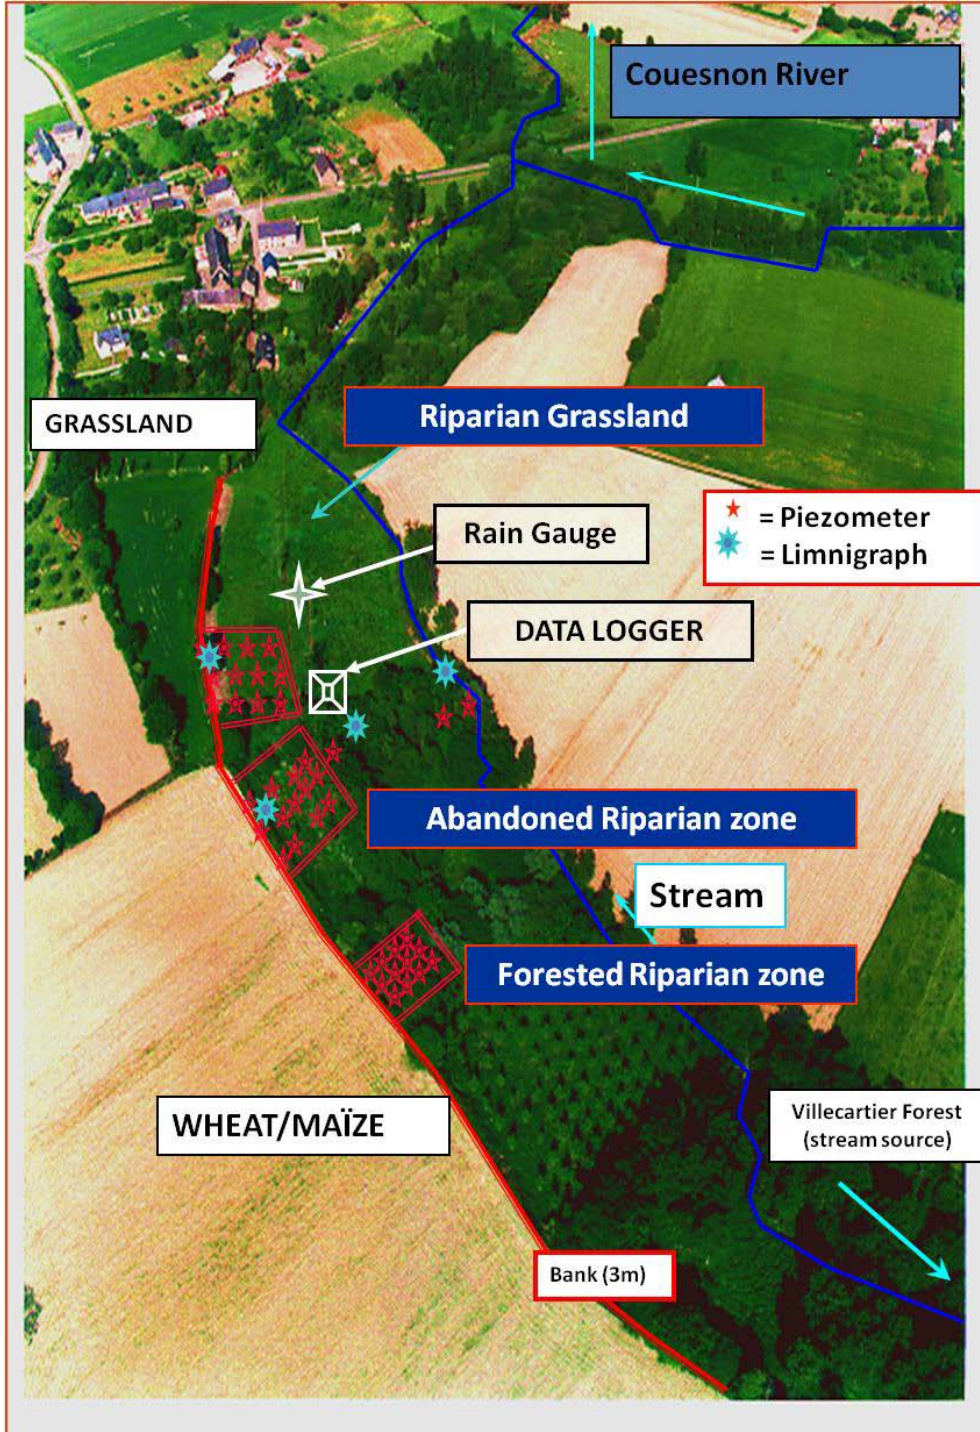 Couesnon River
GRASSLAND
Riparian Grassland
Rain Gauge
= Piezometer
= Limnigraph
DATA LOGGER
Abandoned Riparian zone
Stream
Forested Riparian zone
WHEAT/MAÏZE
Villecartier Forest
(stream source)
Bank (3m)